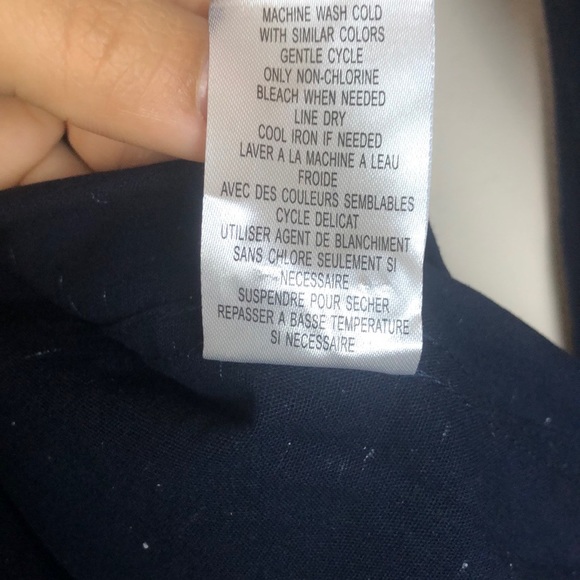 MACHINE WASH COLD
WITH SIMILAR COLORS
GENTLE CYCLE
ONLY NON-CHLORINE
BLEACH WHEN NEEDED
LINE DRY
COOL IRON IF NEEDED
LAVER A LA MACHINE A LEAU
FROIDE
AVEC DES COULEURS SEMBLABLES
CYCLE DELICAT
UTILISER AGENT DE BLANCHIMENT
SANS CHLORE SEULEMENT SI
NECESSAIRE
SUSPENDRE POUR SECHER
REPASSER A BASSE TEMPERATURE
SI NECESSAIRE